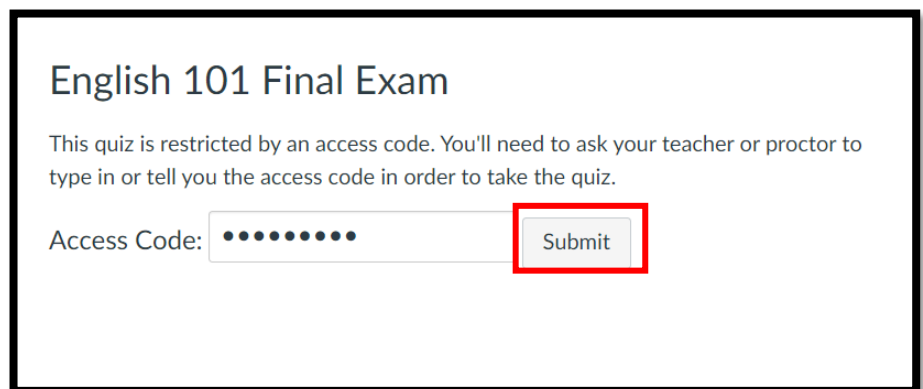 English 101 Final Exam
This quiz is restricted by an access code. You'll need to ask your teacher or proctor to
type in or tell you the access code in order to take the quiz.
Access Code: ••••••••• Submit